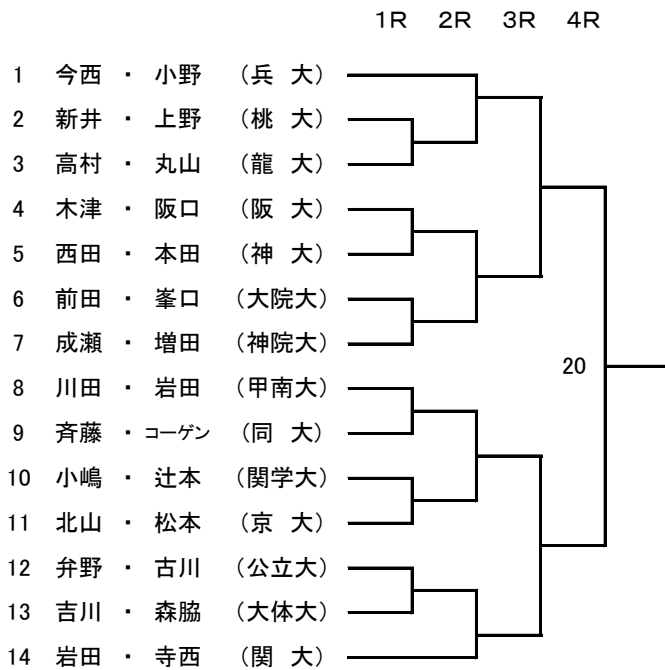 1R 2R 3R 4R
1 今西 ・ 小野 （兵 大）
2 新井 ・ 上野 （桃 大）
3 高村 ・ 丸山 （龍 大）
4 木津 ・ 阪口 （阪 大）
5 西田 ・ 本田 （神 大）
6 前田 ・ 峯口 （大院大）
7 成瀬 ・ 増田 （神院大）
20
8 川田 ・ 岩田 （甲南大）
9 斉藤 ・ コーゲン （同 大）
10 小嶋 ・ 辻本 （関学大）
11 北山 ・ 松本 （京 大）
12 弁野 ・ 古川 （公立大）
13 吉川 ・ 森脇 （大体大）
14 岩田 ・ 寺西 （関 大）